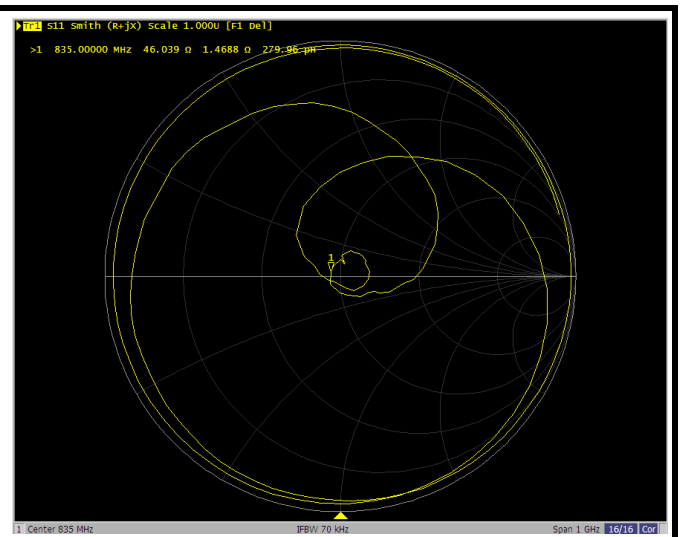 Tr1 S11 Smith (R+jX) Scale 1.000U [F1 Del]
>1 835.00000 MHz 46.039 Ω 1.4688 Ω 279.96 pH
1
1 Center 835 MHz IFBW 70 kHz Span 1 GHz 16/16 Cor